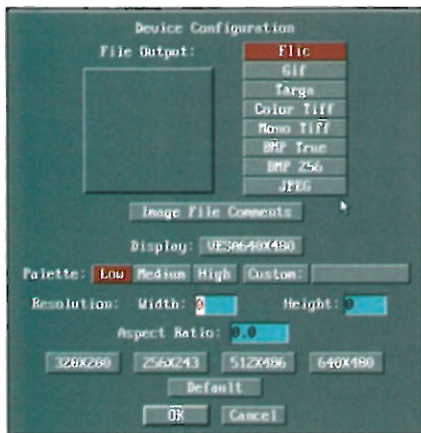 Device Configuration
File Output:
Flic
Gif
Targa
Color Tiff
Mono Tiff
BMP True
BMP 256
JPEG
Image File Comments
Display: VESA640X480
Palette: Low Medium High Custom:
Resolution: Width: 0 Height: 0
Aspect Ratio: 0.0
320X200 256X243 512X486 640X480
Default
OK Cancel